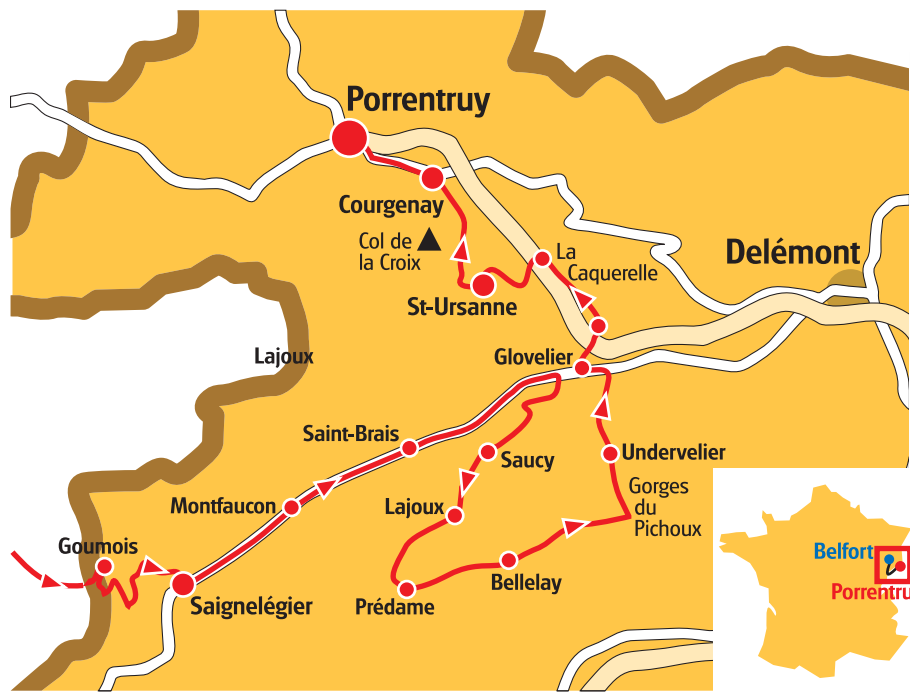 Porrentruy
Courgenay
Col de
la Croix
La
Caquerelle
Delémont
St-Ursanne
Lajoux
Glovelier
Saint-Brais
Saucy
Undervelier
Montfaucon
Lajoux
Gorges
du
Pichoux
Goumois
Bellelay
Saignelégier
Prédame
Belfort
Porrentru